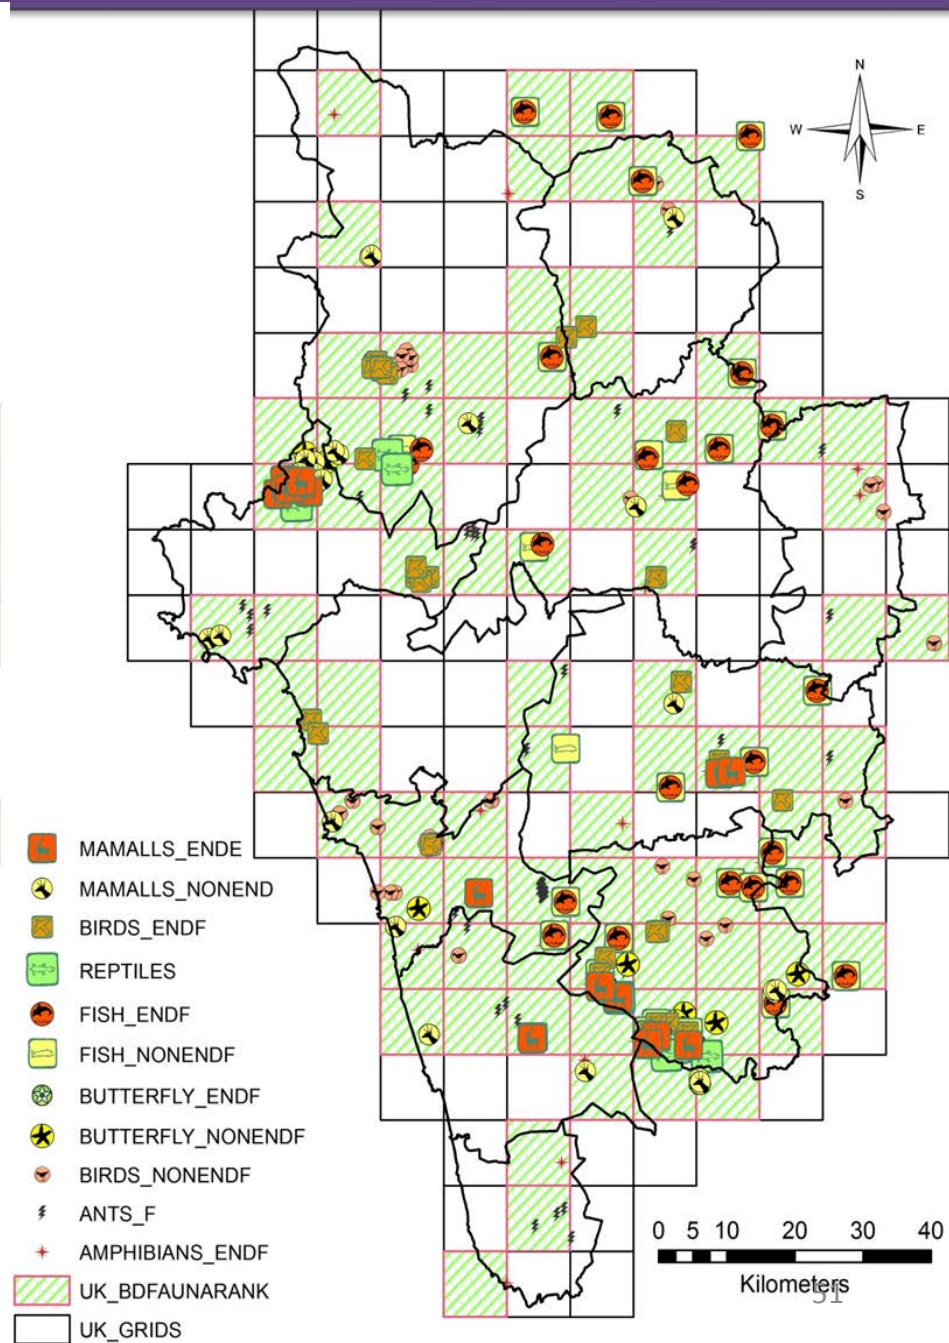 N
W E
S
MAMALLS_ENDE
MAMALLS_NONEND
BIRDS_ENDF
REPTILES
FISH_ENDF
FISH_NONENDF
BUTTERFLY_ENDF
BUTTERFLY_NONENDF
BIRDS_NONENDF
ANTS_F
AMPHIBIANS_ENDF
UK_BDFAUNARANK
UK_GRIDS
0 5 10 20 30 40
Kilometers
51